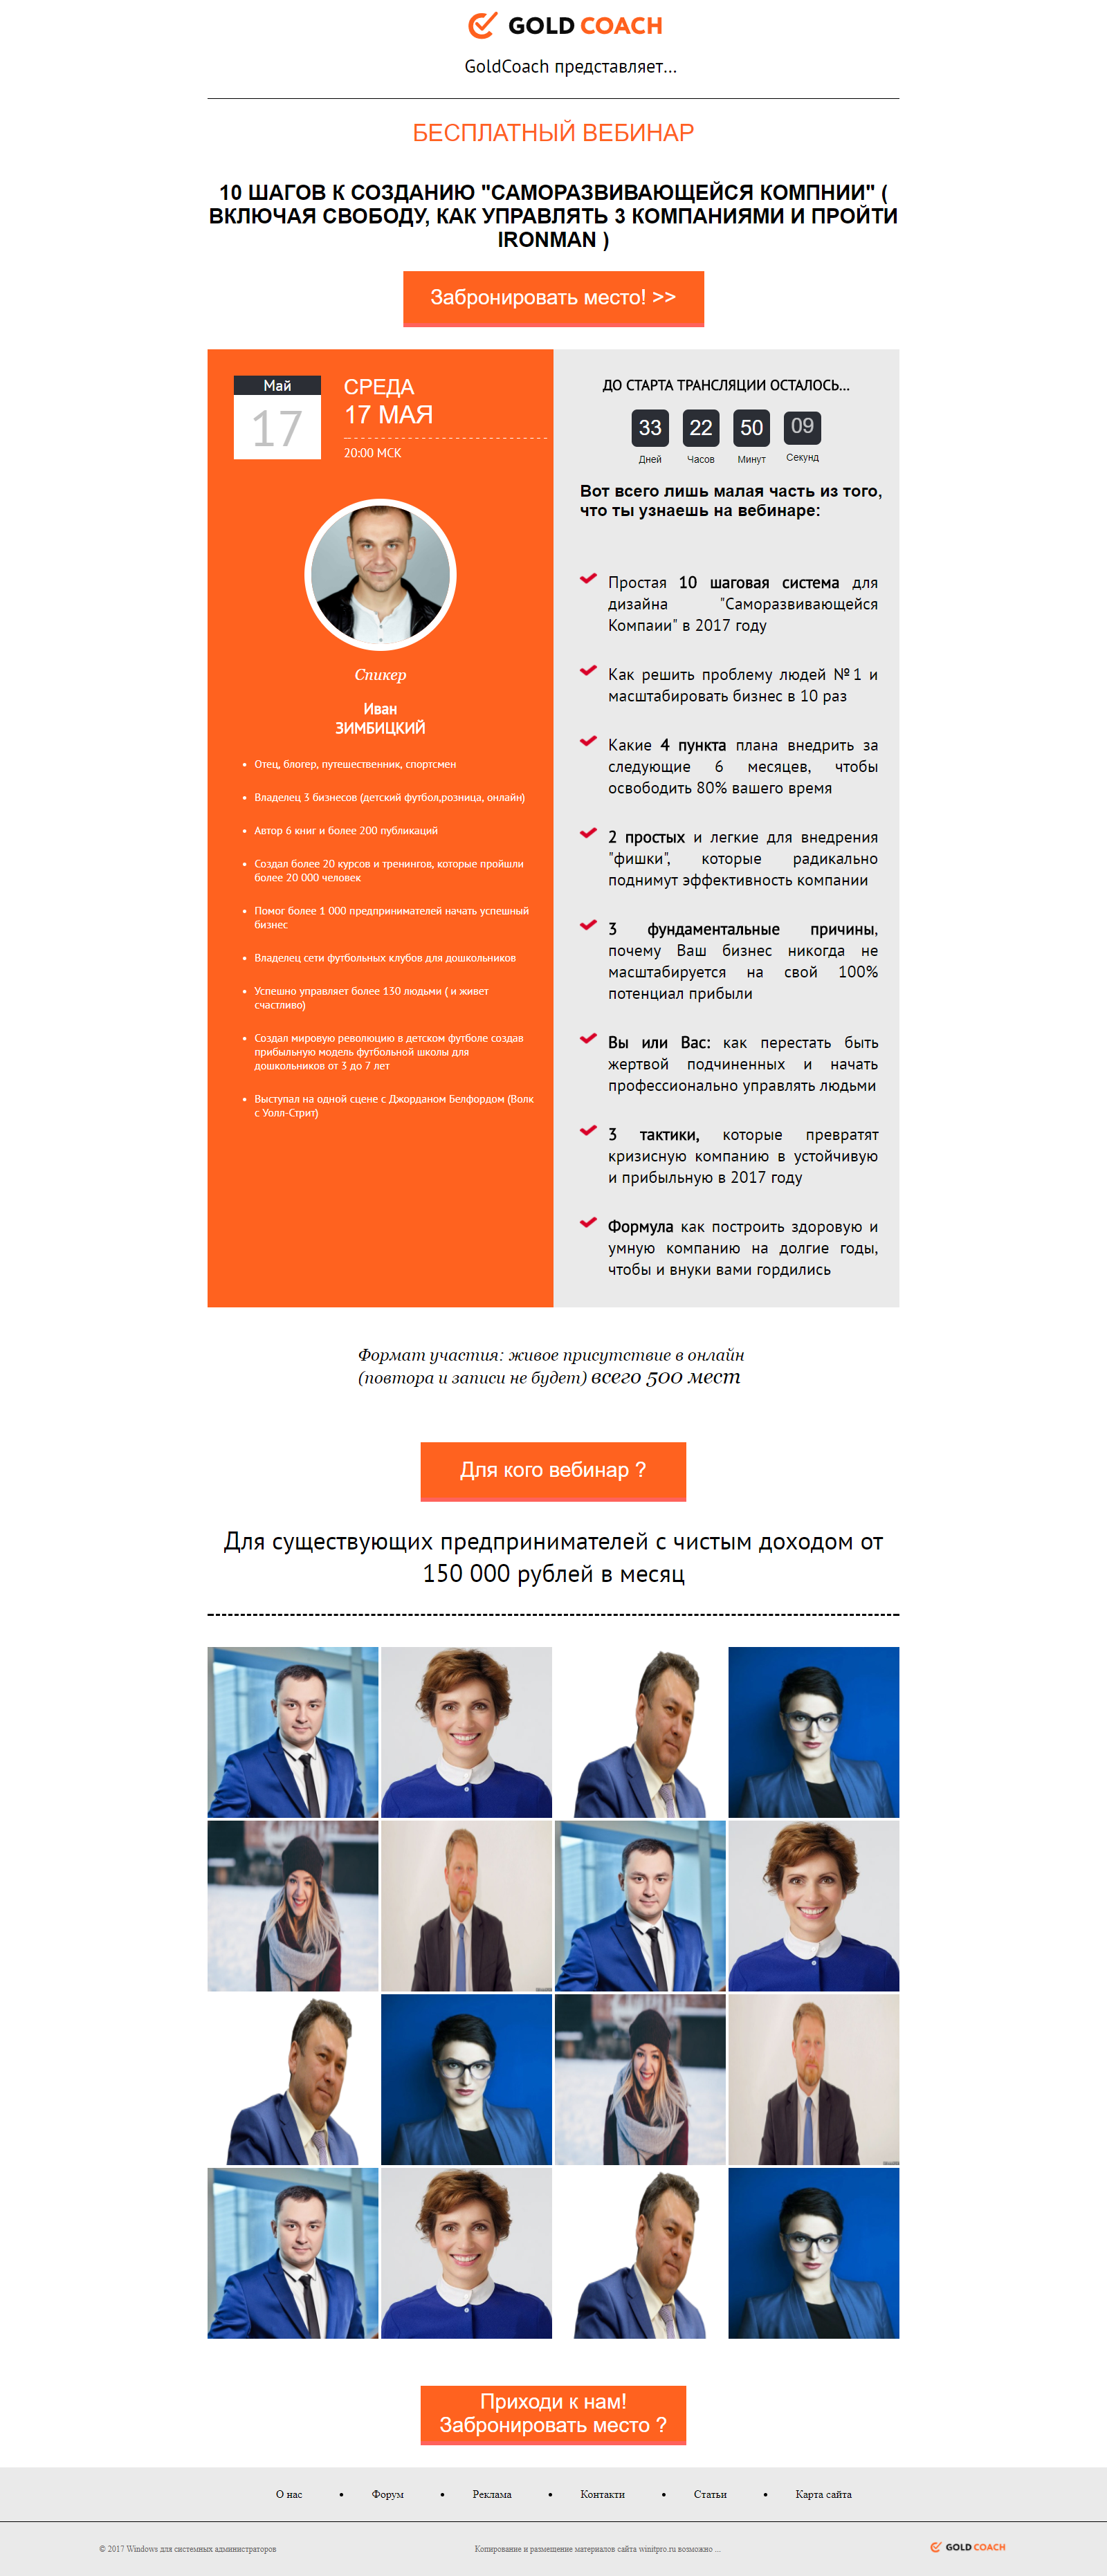 GOLD COACH
GoldCoach представляет...
БЕСПЛАТНЫЙ ВЕБИНАР
10 ШАГОВ К СОЗДАНИЮ "САМОРАЗВИВАЮЩЕЙСЯ КОМПНИИ" (
ВКЛЮЧАЯ СВОБОДУ, КАК УПРАВЛЯТЬ 3 КОМПАНИЯМИ И ПРОЙТИ
IRONMAN )
Забронировать место! >>
Май
17
СРЕДА
17 МАЯ
20:00 МСК
Спикер
Иван
ЗИМБИЦКИЙ
• Отец, блогер, путешественник, спортсмен
• Владелец 3 бизнесов (детский футбол,розница, онлайн)
• Автор 6 книг и более 200 публикаций
• Создал более 20 курсов и тренингов, которые пройшли
более 20 000 человек
• Помог более 1 000 предпринимателей начать успешный
бизнес
• Владелец сети футбольных клубов для дошкольников
• Успешно управляет более 130 людьми ( и живет
счастливо)
• Создал мировую революцию в детском футболе создав
прибыльную модель футбольной школы для
дошкольников от 3 до 7 лет
• Выступал на одной сцене с Джорданом Белфордом (Волк
с Уолл-Стрит)
ДО СТАРТА ТРАНСЛЯЦИИ ОСТАЛОСЬ...
33 22 50 09
Дней Часов Минут Секунд
Вот всего лишь малая часть из того,
что ты узнаешь на вебинаре:
Простая 10 шаговая система для
дизайна "Саморазвивающейся
Компаии" в 2017 году
Как решить проблему людей №1 и
масштабировать бизнес в 10 раз
Какие 4 пункта плана внедрить за
следующие 6 месяцев, чтобы
освободить 80% вашего время
2 простых и легкие для внедрения
"фишки", которые радикально
поднимут эффективность компании
3 фундаментальные причины,
почему Ваш бизнес никогда не
масштабируется на свой 100%
потенциал прибыли
Вы или Вас: как перестать быть
жертвой подчиненных и начать
профессионально управлять людьми
3 тактики, которые превратят
кризисную компанию в устойчивую
и прибыльную в 2017 году
Формула как построить здоровую и
умную компанию на долгие годы,
чтобы и внуки вами гордились
Формат участия: живое присутствие в онлайн
(повтора и записи не будет) всего 500 мест
Для кого вебинар ?
Для существующих предпринимателей с чистым доходом от
150 000 рублей в месяц
Приходи к нам!
Забронировать место ?
О нас • Форум • Реклама • Контакти • Статьи • Карта сайта
© 2017 Windows для системных администраторов
Копирование и размещение материалов сайта winitpro.ru возможно ...
GOLD COACH